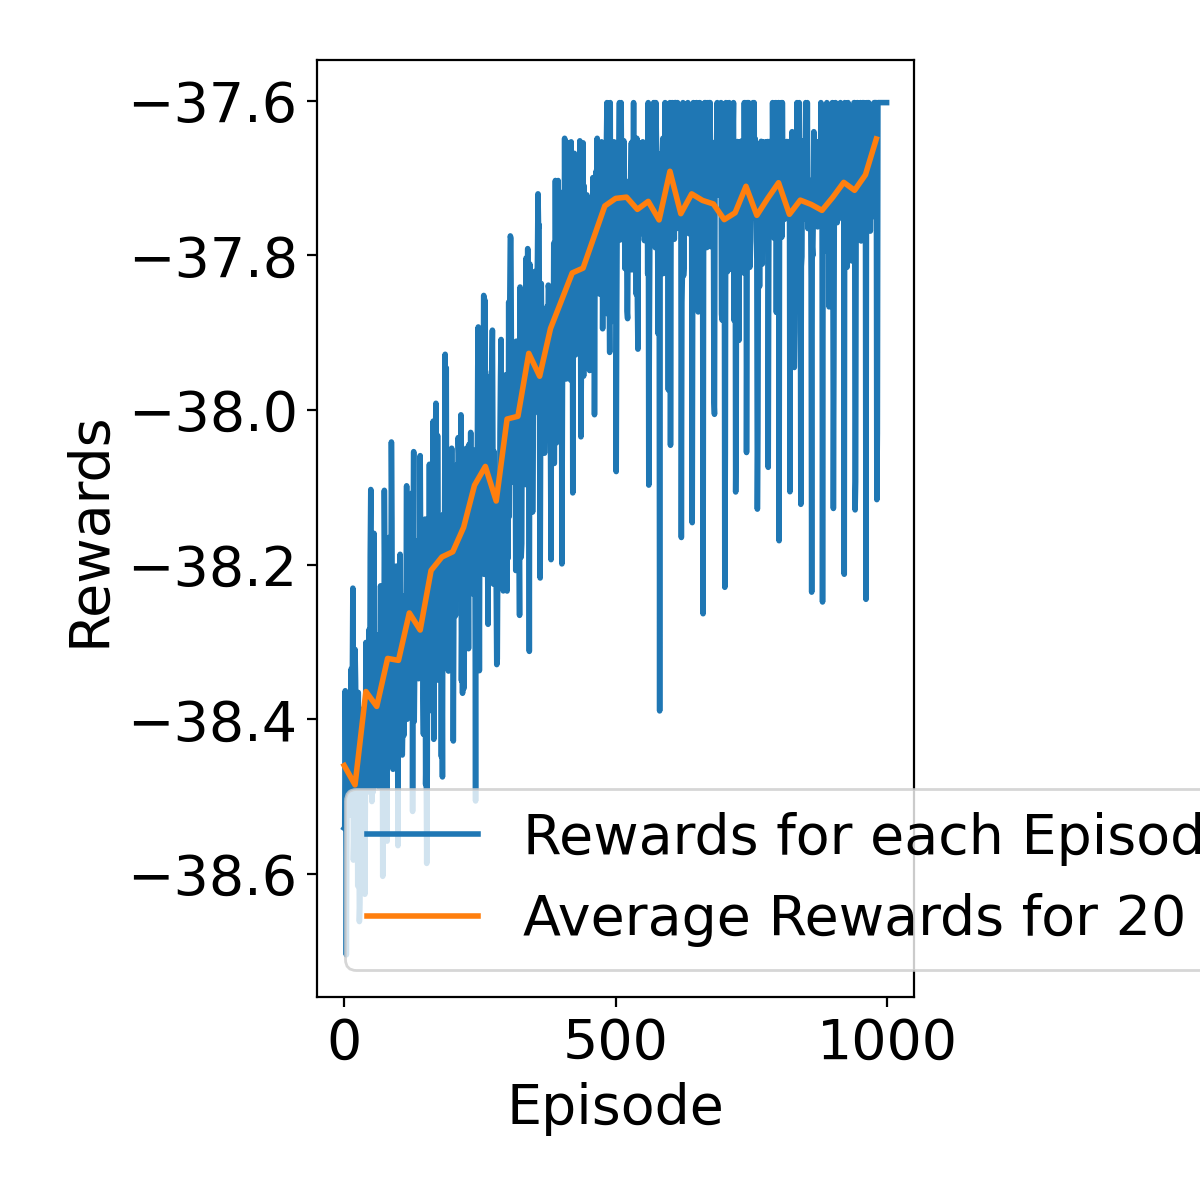 −37.6
−37.8
−38.0
−38.2
−38.4
−38.6
Rewards
Rewards for each Episod
Average Rewards for 20
0 500 1000
Episode